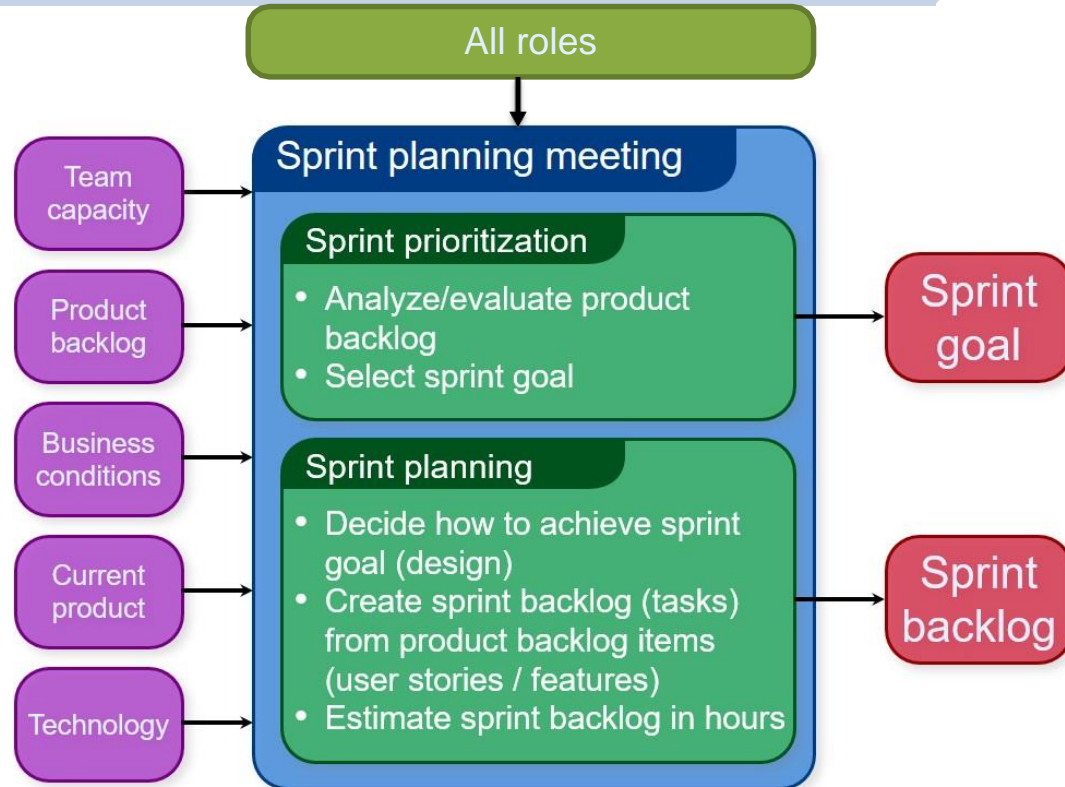 All roles
Sprint planning meeting
Team
capacity
Product
backlog
Business
conditions
Current
product
Technology
Sprint prioritization
• Analyze/evaluate product
backlog
• Select sprint goal
Sprint planning
• Decide how to achieve sprint
goal (design)
• Create sprint backlog (tasks)
from product backlog items
(user stories / features)
• Estimate sprint backlog in hours
Sprint
goal
Sprint
backlog